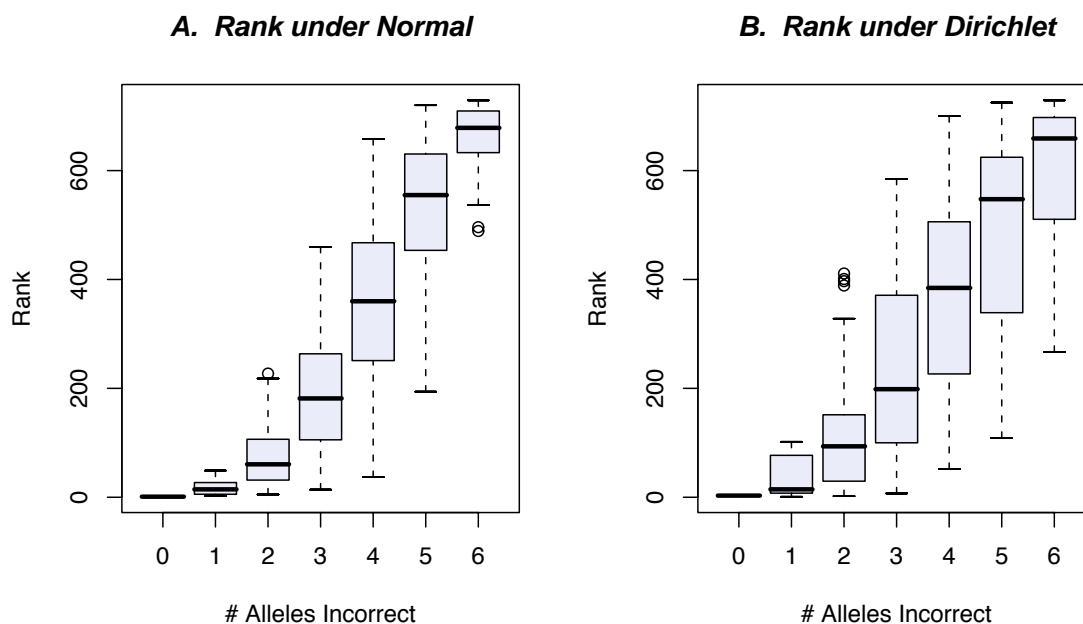 A. Rank under Normal
Rank
0
200
400
600
0 1 2 3 4 5 6
# Alleles Incorrect
B. Rank under Dirichlet
Rank
0
200
400
600
0 1 2 3 4 5 6
# Alleles Incorrect